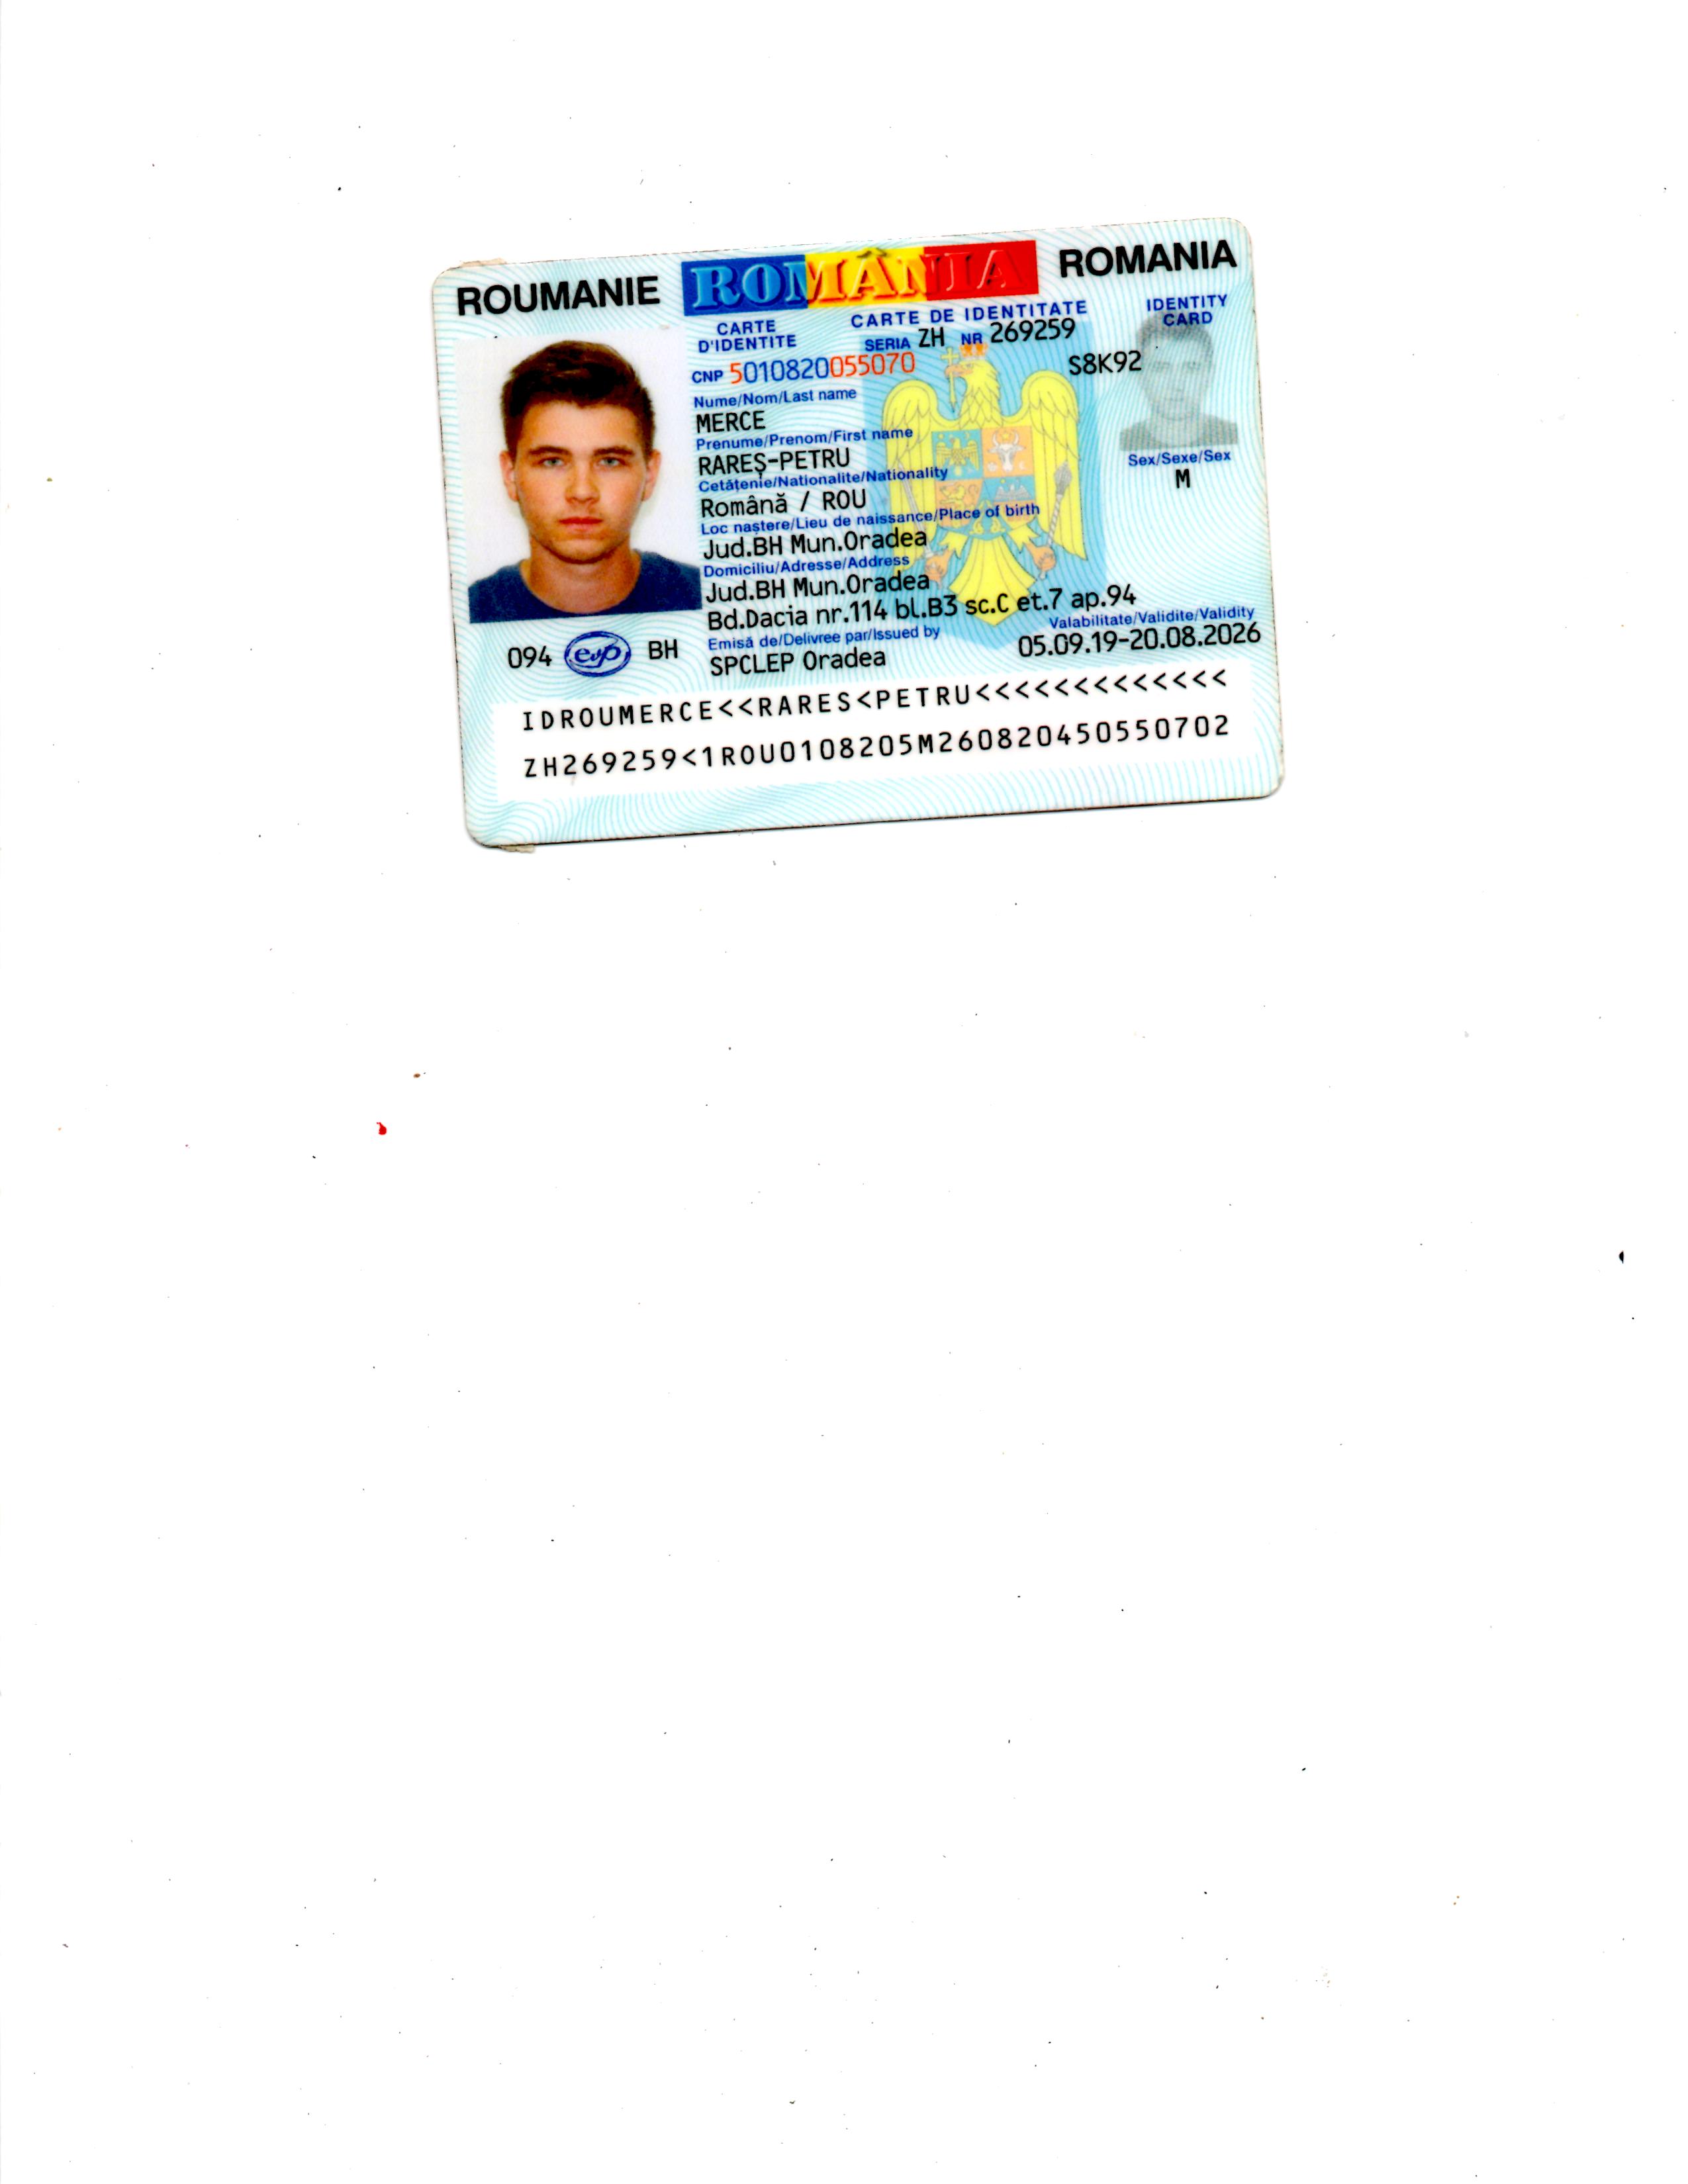 ROUMANIE ROMÂNIA ROMANIA
CARTE D'IDENTITE
CARTE DE IDENTITATE
IDENTITY CARD
SERIA ZH NR 269259
CNP 5010820055070
S8K92
Nume/Nom/Last name
MERCE
Prenume/Prenom/First name
RAREȘ-PETRU
Cetățenie/Nationalite/Nationality
Română / ROU
Loc naștere/Lieu de naissance/Place of birth
Jud.BH Mun.Oradea
Domiciliu/Adresse/Address
Jud.BH Mun.Oradea
Bd.Dacia nr.114 bl.B3 sc.C et.7 ap.94
Emisă de/Delivree par/Issued by
SPCLEP Oradea
Valabilitate/Validite/Validity
05.09.19-20.08.2026
Sex/Sexe/Sex
M
094 evp BH
IDROUMERCE<<RARES<PETRU<<<<<<<<<<<<<
ZH269259<1ROU0108205M260820450550702